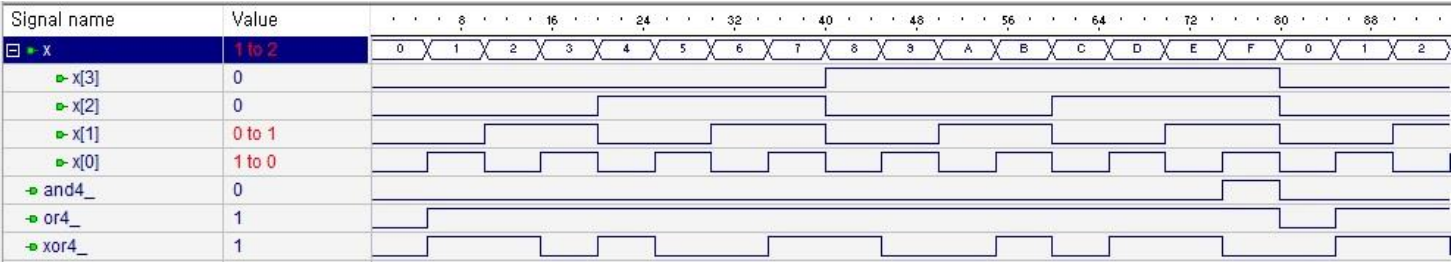 Signal name Value 8 16 24 32 40 48 56 64 72 80 88
x 1 to 2 0 1 2 3 4 5 6 7 8 9 A B C D E F 0 1 2
x[3] 0
x[2] 0
x[1] 0 to 1
x[0] 1 to 0
and4_ 0
or4_ 1
xor4_ 1